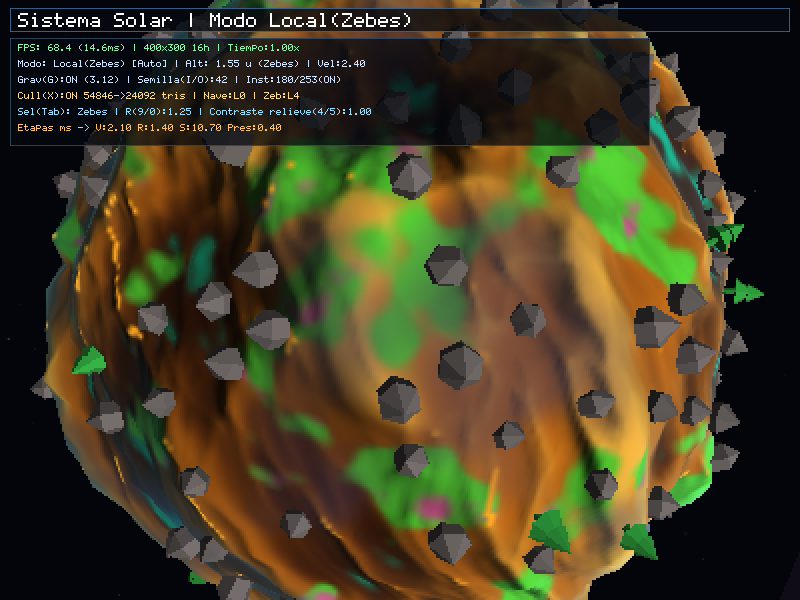 Sistema Solar | Modo Local(Zebes)
FPS: 68.4 (14.6ms) | 400x300 16h | Tiempo:1.00x
Modo: Local(Zebes) [Auto] | Alt: 1.55 u (Zebes) | Vel:2.40
Grav(G):ON (3.12) | Semilla(I/O):42 | Inst:180/253(ON)
Cull(X):ON 54846->24092 tris | Nave:L0 | Zeb:L4
Sel(Tab): Zebes | R(9/0):1.25 | Contraste relieve(4/5):1.00
Etapas ms -> V:2.10 R:1.40 S:10.70 Pres:0.40